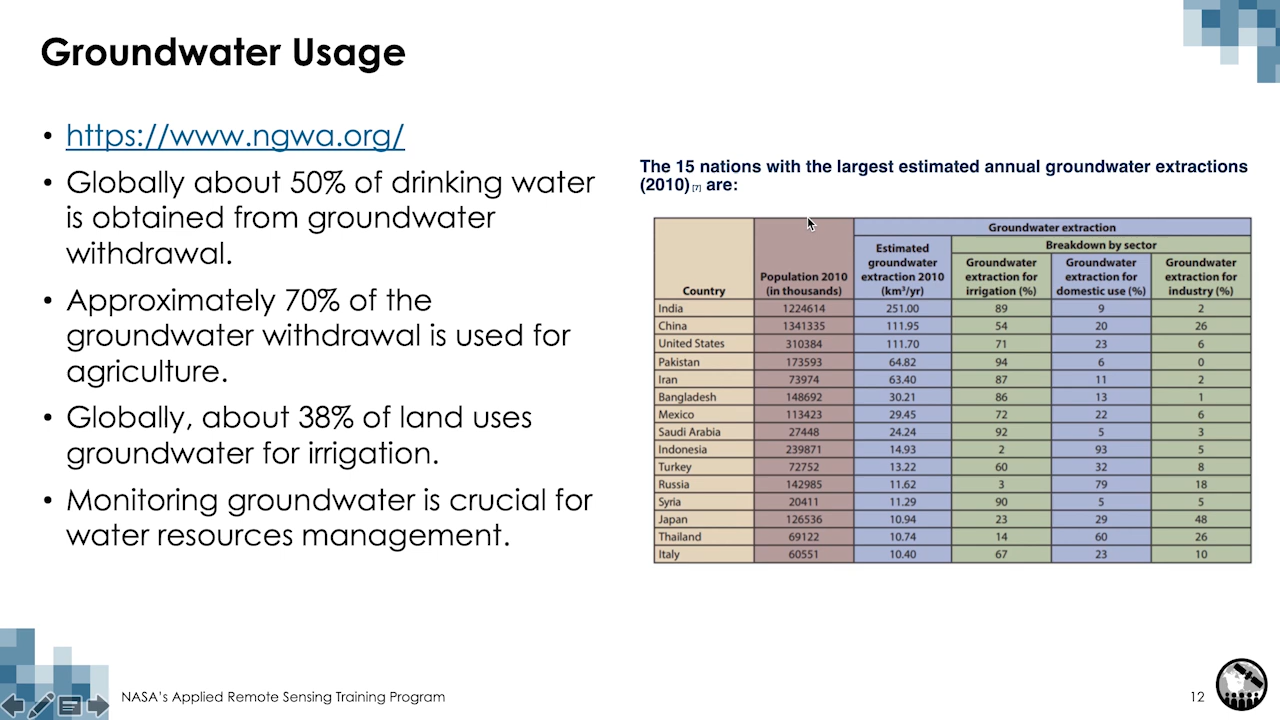 Groundwater Usage
• https://www.ngwa.org/
• Globally about 50% of drinking water
is obtained from groundwater
withdrawal.
• Approximately 70% of the
groundwater withdrawal is used for
agriculture.
• Globally, about 38% of land uses
groundwater for irrigation.
• Monitoring groundwater is crucial for
water resources management.
The 15 nations with the largest estimated annual groundwater extractions
(2010) [7] are:
Groundwater extraction
Breakdown by sector
Country
Population 2010
(in thousands)
Estimated
groundwater
extraction 2010
(km³/yr)
Groundwater
extraction for
irrigation (%)
Groundwater
extraction for
domestic use (%)
Groundwater
extraction for
industry (%)
India 1224614 251.00 89 9 2
China 1341335 111.95 54 20 26
United States 310384 111.70 71 23 6
Pakistan 173593 64.82 94 6 0
Iran 73974 63.40 87 11 2
Bangladesh 148692 30.21 86 13 1
Mexico 113423 29.45 72 22 6
Saudi Arabia 27448 24.24 92 5 3
Indonesia 239871 14.93 2 93 5
Turkey 72752 13.22 60 32 8
Russia 142985 11.62 3 79 18
Syria 20411 11.29 90 5 5
Japan 126536 10.94 23 29 48
Thailand 69122 10.74 14 60 26
Italy 60551 10.40 67 23 10
NASA's Applied Remote Sensing Training Program
12